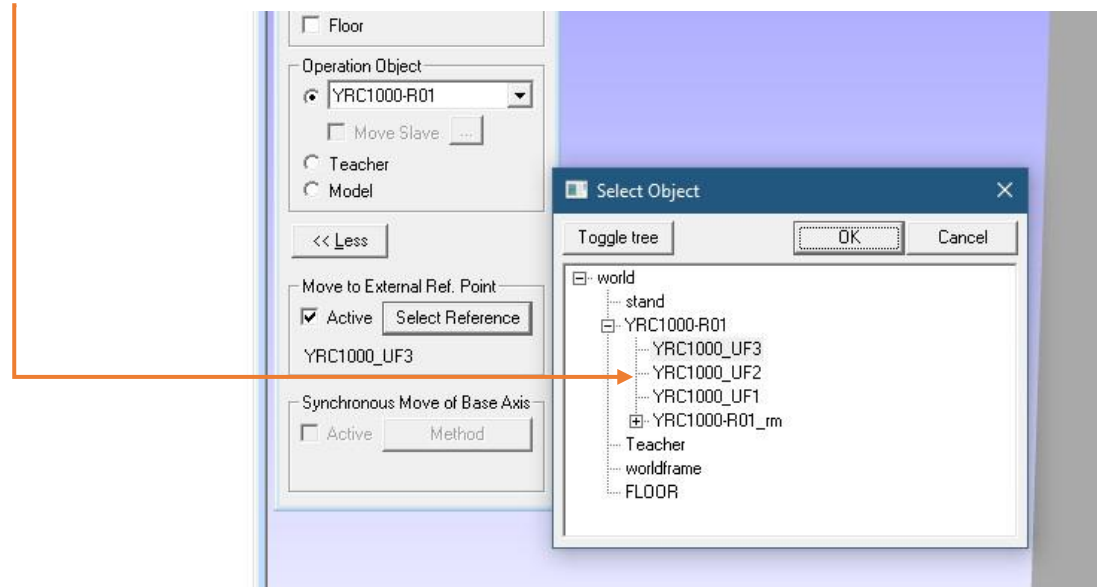 Floor
Operation Object
YRC1000-R01
Move Slave ...
Teacher
Model
<< Less
Move to External Ref. Point
Active Select Reference
YRC1000_UF3
Synchronous Move of Base Axis
Active Method
Select Object
Toggle tree OK Cancel
world
stand
YRC1000-R01
YRC1000_UF3
YRC1000_UF2
YRC1000_UF1
YRC1000-R01_rm
Teacher
worldframe
FLOOR